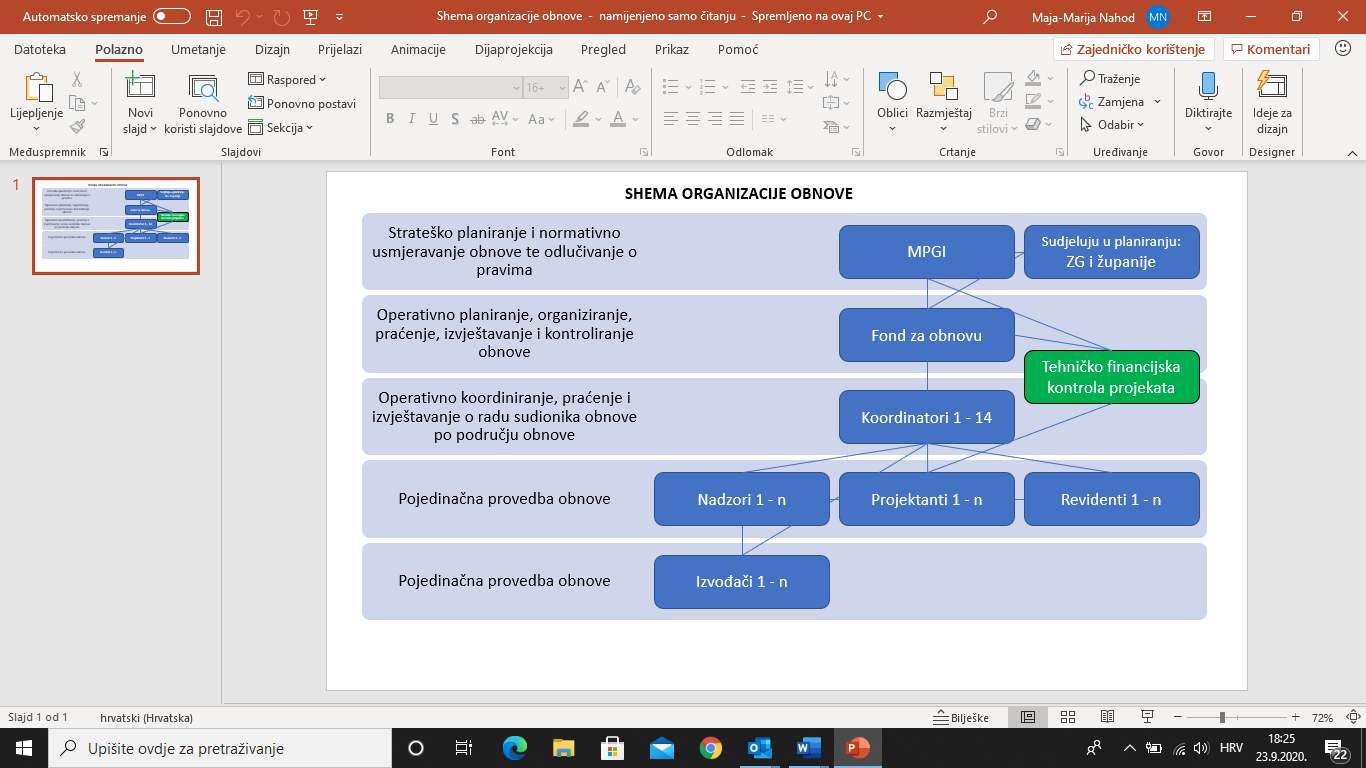 Automatsko spremanje
Shema organizacije obnove - namijenjeno samo čitanju - Spremljeno na ovaj PC
Maja-Marija Nahod
MN
Datoteka
Polazno
Umetanje
Dizajn
Prijelazi
Animacije
Dijaprojekcija
Pregled
Prikaz
Pomoć
Zajedničko korištenje
Komentari
Lijepljenje
Novi
slajd
Ponovno
koristi slajdove
Raspored
Ponovno postavi
Sekcija
16+
B I U S ab AV Aa A
Oblici
Razmještaj
Brzi
stilovi
Traženje
Zamjena
Odabir
Diktirajte
Ideje za
dizajn
Međuspremnik
Slajdovi
Font
Odlomak
Crtanje
Uređivanje
Govor
Designer
1
SHEMA ORGANIZACIJE OBNOVE
Strateško planiranje i normativno
usmjeravanje obnove te odlučivanje o
pravima
MPGI
Sudjeluju u planiranju:
ZG i županije
Operativno planiranje, organiziranje,
praćenje, izvještavanje i kontroliranje
obnove
Fond za obnovu
Tehničko financijska
kontrola projekata
Operativno koordiniranje, praćenje i
izvještavanje o radu sudionika obnove
po području obnove
Koordinatori 1 - 14
Pojedinačna provedba obnove
Nadzori 1 - n
Projektanti 1 - n
Revidenti 1 - n
Pojedinačna provedba obnove
Izvođači 1 - n
Slajd 1 od 1
hrvatski (Hrvatska)
Bilješke
72%
Upišite ovdje za pretraživanje
HRV
18:25
23.9.2020.
22